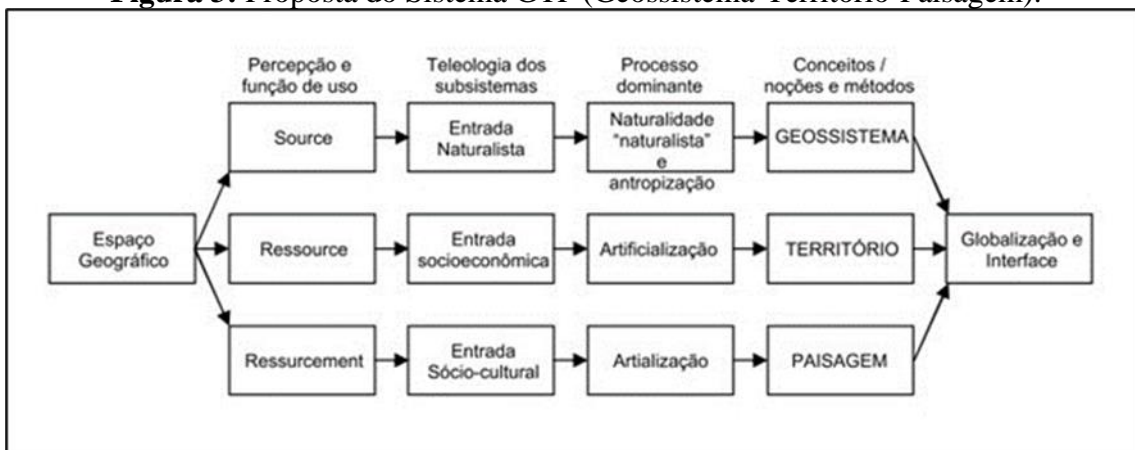 Figura Proposta do Sistema GTP (Geossistema-Território-Paisagem).
Percepção e
função de uso
Teleologia dos
subsistemas
Processo
dominante
Conceitos /
noções e métodos
Source
Entrada
Naturalista
Naturalidade
"naturalista"
e
antropização
GEOSSISTEMA
Espaço
Geográfico
Ressource
Entrada
socioeconômica
Artificialização
TERRITÓRIO
Globalização e
Interface
Ressurcement
Entrada
Sócio-cultural
Artialização
PAISAGEM